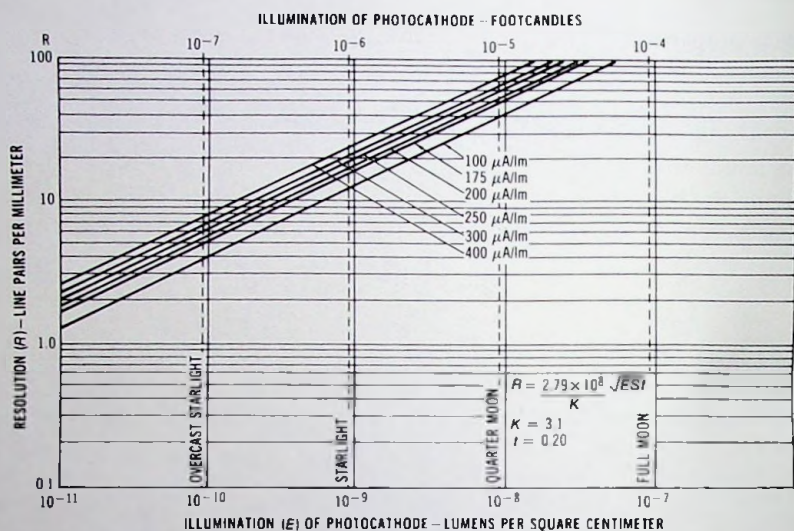 ILLUMINATION OF PHOTOCATHODE – FOOTCANDLES
R 10⁻⁷ 10⁻⁶ 10⁻⁵ 10⁻⁴
100
10
1.0
0.1
RESOLUTION (R) – LINE PAIRS PER MILLIMETER
100 μA/lm
175 μA/lm
200 μA/lm
250 μA/lm
300 μA/lm
400 μA/lm
OVERCAST STARLIGHT
STARLIGHT
QUARTER MOON
FULL MOON
R = 2.79 × 10⁸ √ESt
K
K = 3.1
t = 0.20
10⁻¹¹ 10⁻¹⁰ 10⁻⁹ 10⁻⁸ 10⁻⁷
ILLUMINATION (E) OF PHOTOCATHODE – LUMENS PER SQUARE CENTIMETER